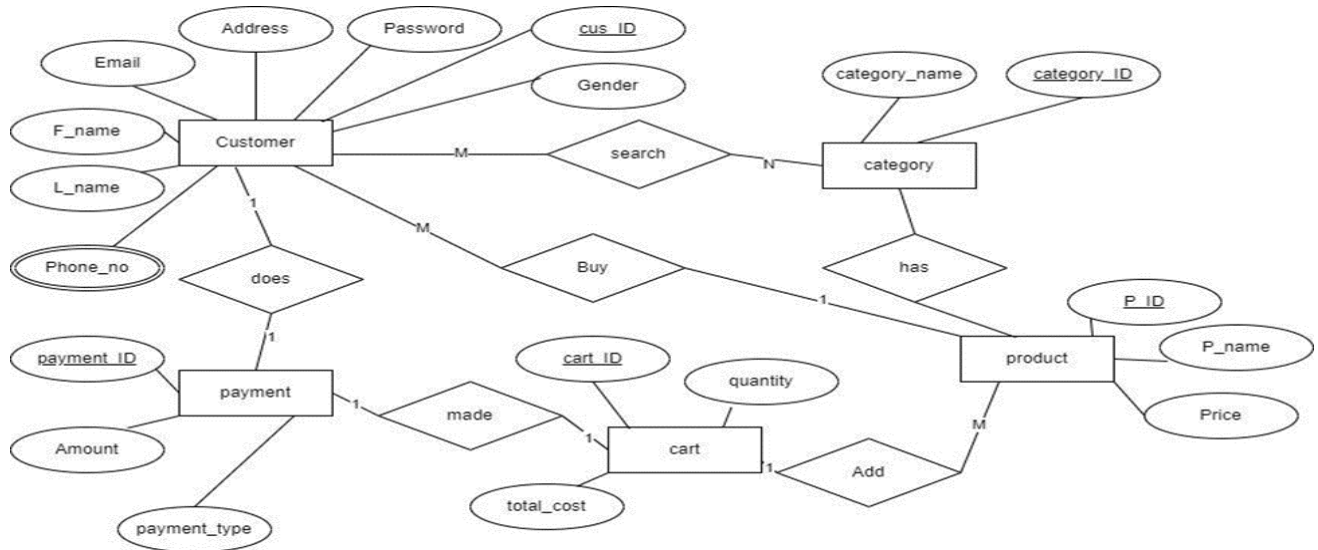 Address
Password
cus_ID
Email
Gender
category_name
category_ID
F_name
Customer
M
search
N
category
L_name
1
M
Phone_no
does
Buy
has
1
P_ID
1
payment_ID
cart_ID
product
P_name
payment
quantity
1
made
1
cart
M
Price
Amount
1
Add
total_cost
payment_type